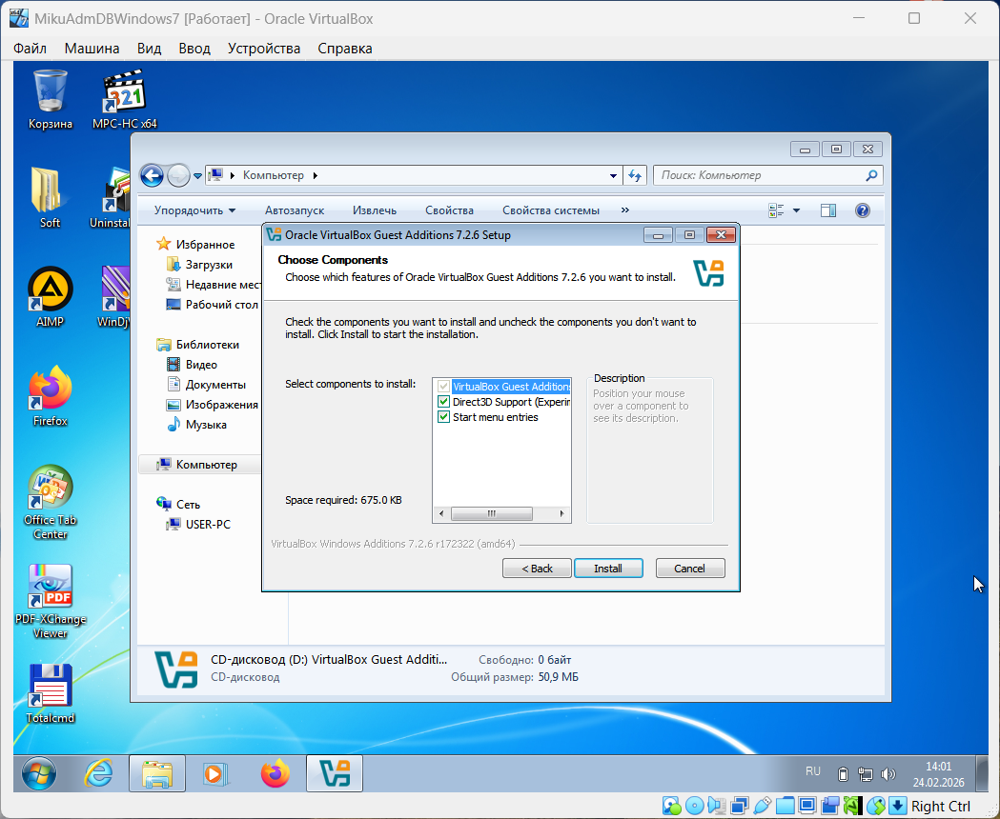 MikuAdmDBWindows7 [Работает] - Oracle VirtualBox
Файл Машина Вид Ввод Устройства Справка
Корзина
321
MPC-HC x64
Soft
Uninstal
AIMP
WinDj
Firefox
Office Tab
Center
PDF
PDF-XChange
Viewer
Totalcmd
Компьютер
Поиск: Компьютер
Упорядочить Автозапуск Извлечь Свойства Свойства системы »
Избранное
Загрузки
Недавние мест
Рабочий стол
Библиотеки
Видео
Документы
Изображения
Музыка
Компьютер
Сеть
USER-PC
Oracle VirtualBox Guest Additions 7.2.6 Setup
Choose Components
Choose which features of Oracle VirtualBox Guest Additions 7.2.6 you want to install.
Check the components you want to install and uncheck the components you don't want to
install. Click Install to start the installation.
Select components to install:
VirtualBox Guest Additions
Direct3D Support (Experin
Start menu entries
Description
Position your mouse
over a component to
see its description.
Space required: 675.0 KB
VirtualBox Windows Additions 7.2.6 r172322 (amd64)
< Back Install Cancel
CD-дисковод (D:) VirtualBox Guest Additi... Свободно: 0 байт
CD-дисковод Общий размер: 50,9 МБ
RU
14:01
24.02.2026
Right Ctrl